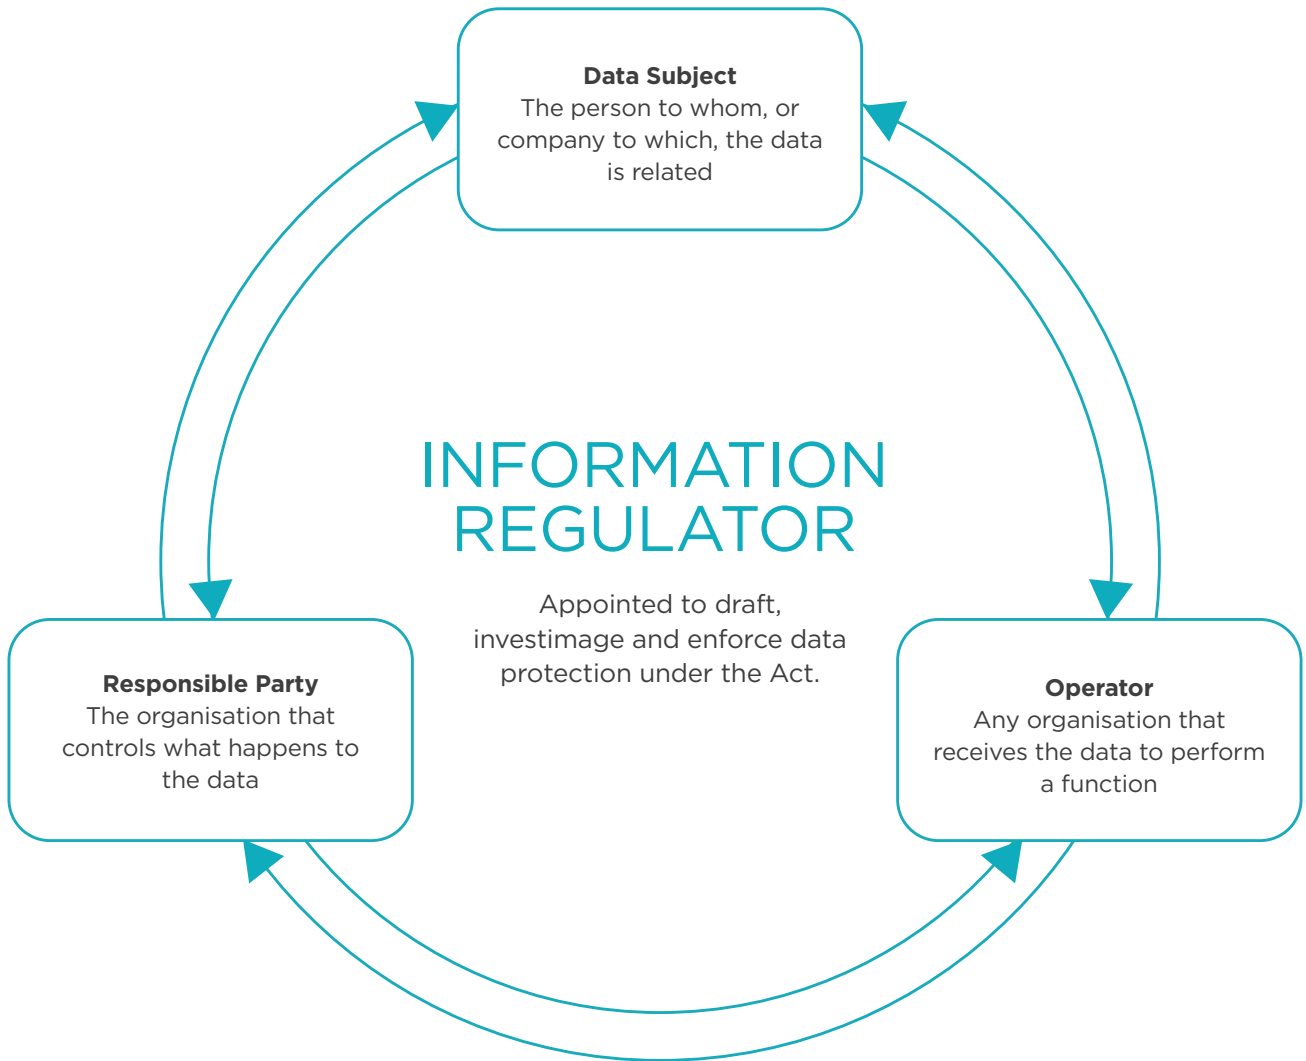 Data Subject
The person to whom, or
company to which, the data
is related
INFORMATION
REGULATOR
Appointed to draft,
investimage and enforce data
protection under the Act.
Responsible Party
The organisation that
controls what happens to
the data
Operator
Any organisation that
receives the data to perform
a function